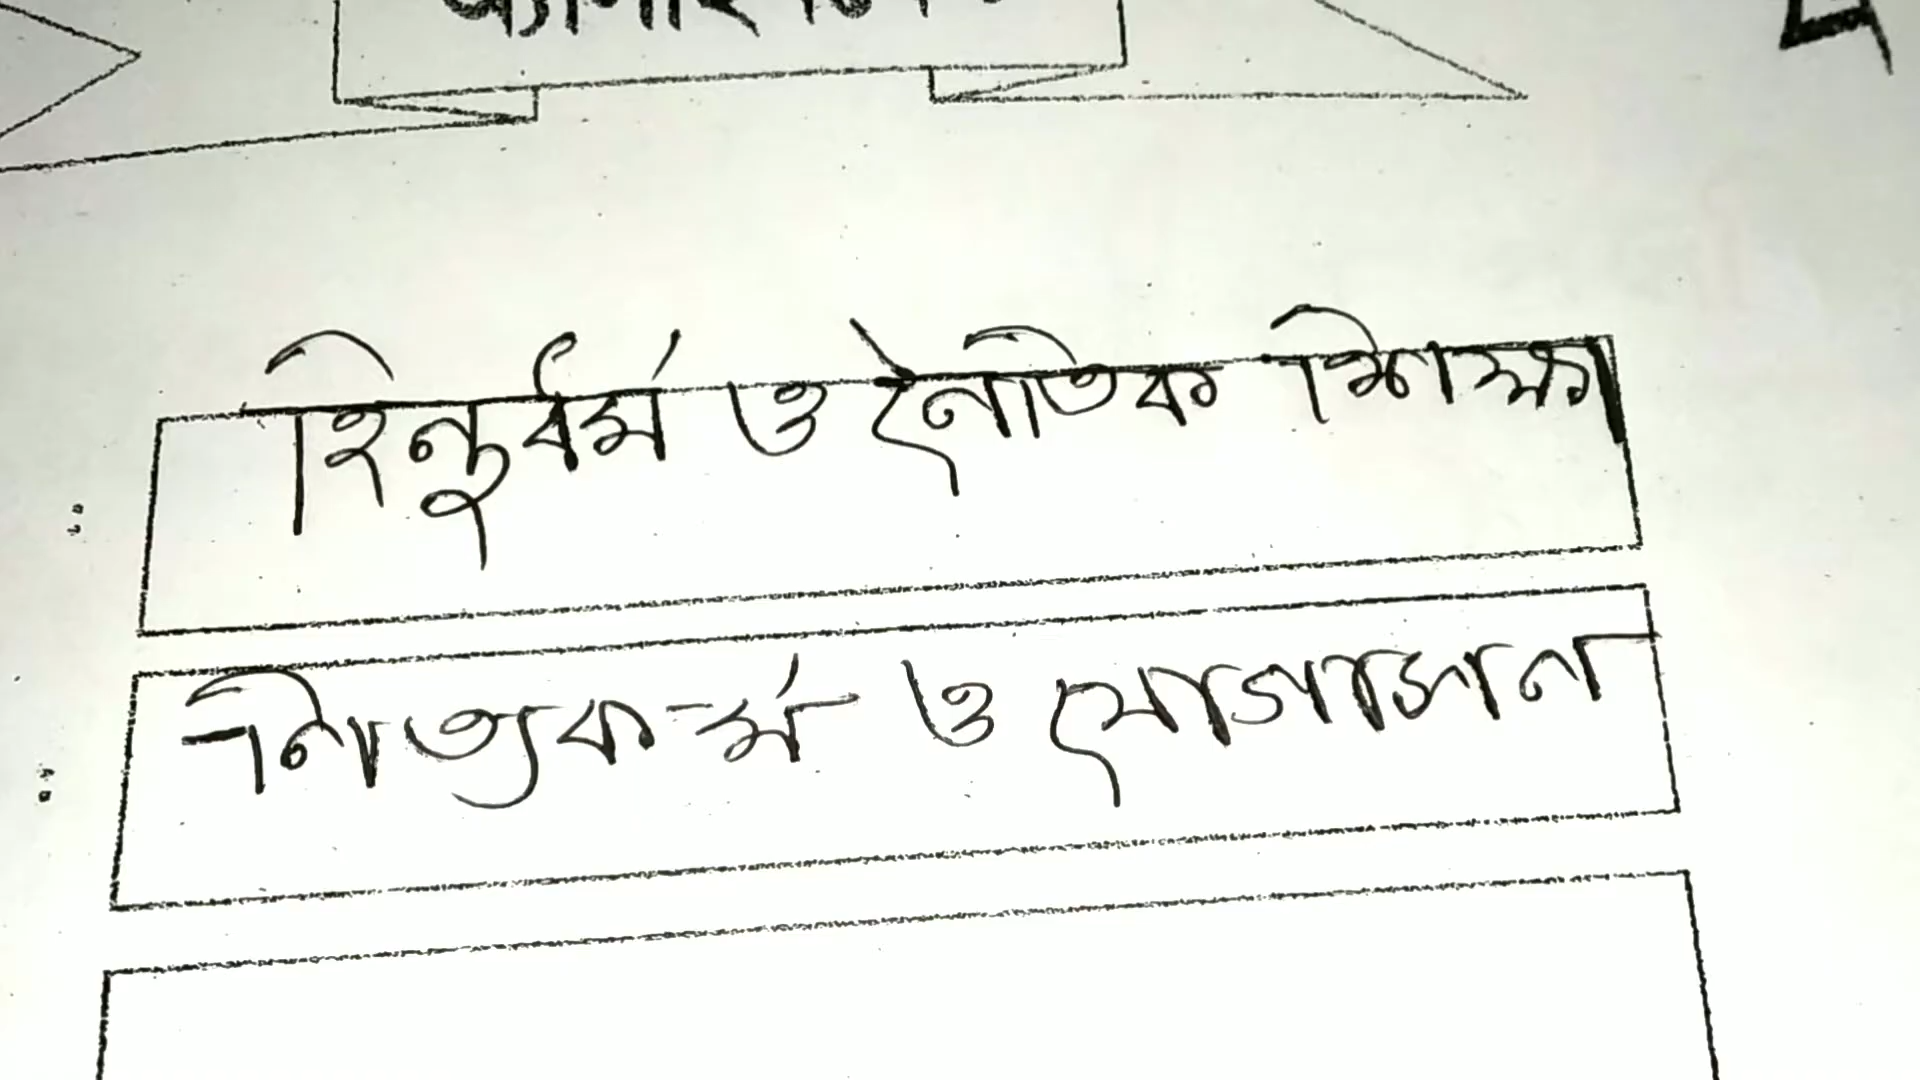 হিন্দুধর্ম ও নৈতিক শিক্ষা
নিত্যকর্ম ও যোগাসন